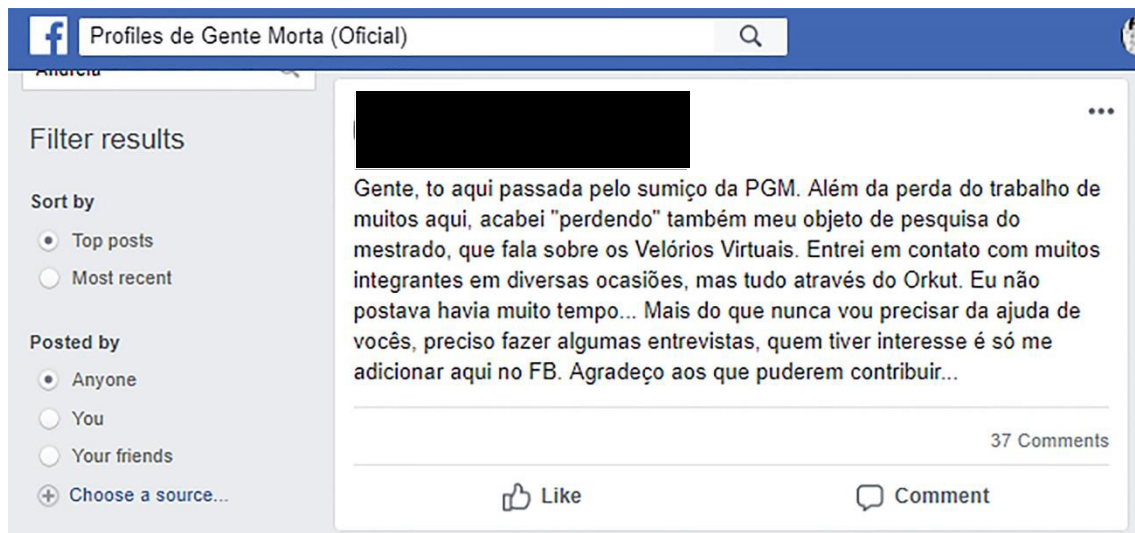 f
Profiles de Gente Morta (Oficial)
Andreia
Filter results
Sort by
Top posts
Most recent
Posted by
Anyone
You
Your friends
Choose a source...
Gente, to aqui passada pelo sumiço da PGM. Além da perda do trabalho de
muitos aqui, acabei "perdendo" também meu objeto de pesquisa do
mestrado, que fala sobre os Velórios Virtuais. Entrei em contato com muitos
integrantes em diversas ocasiões, mas tudo através do Orkut. Eu não
postava havia muito tempo... Mais do que nunca vou precisar da ajuda de
vocês, preciso fazer algumas entrevistas, quem tiver interesse é só me
adicionar aqui no FB. Agradeço aos que puderem contribuir...
37 Comments
Like
Comment